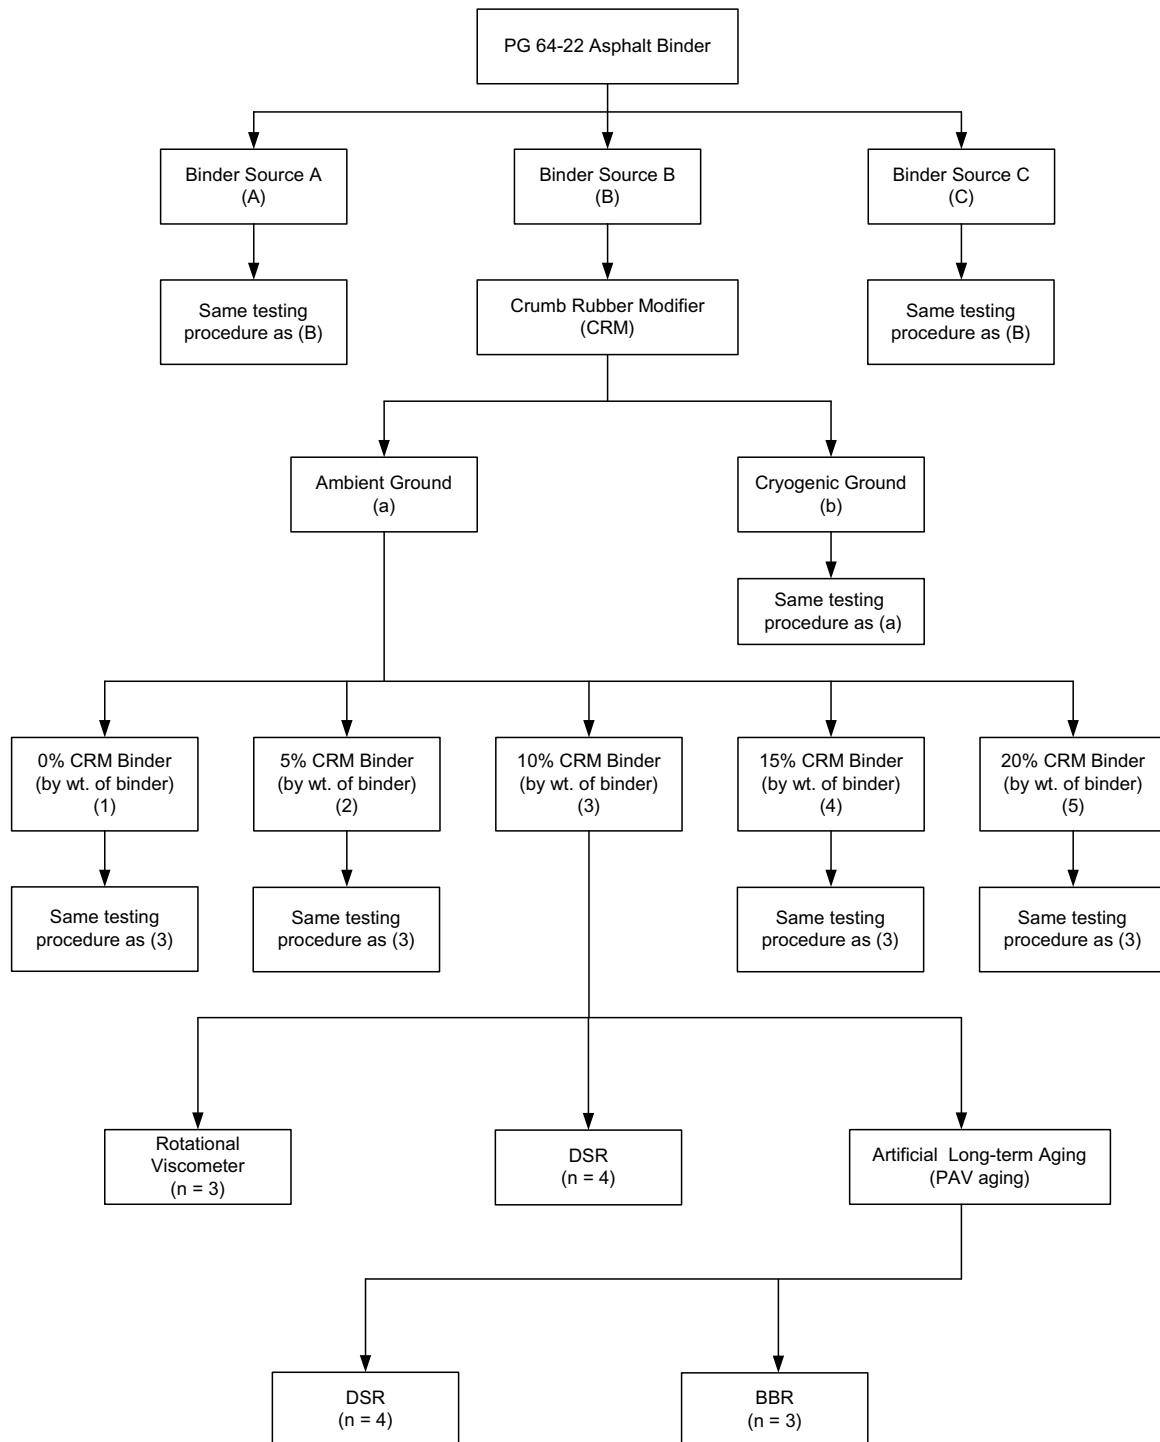 PG 64-22 Asphalt Binder
Binder Source A
(A)
Binder Source B
(B)
Binder Source C
(C)
Same testing
procedure as (B)
Crumb Rubber Modifier
(CRM)
Same testing
procedure as (B)
Ambient Ground
(a)
Cryogenic Ground
(b)
Same testing
procedure as (a)
0% CRM Binder
(by wt. of binder)
(1)
5% CRM Binder
(by wt. of binder)
(2)
10% CRM Binder
(by wt. of binder)
(3)
15% CRM Binder
(by wt. of binder)
(4)
20% CRM Binder
(by wt. of binder)
(5)
Same testing
procedure as (3)
Same testing
procedure as (3)
Same testing
procedure as (3)
Same testing
procedure as (3)
Rotational
Viscometer
(n = 3)
DSR
(n = 4)
Artificial Long-term Aging
(PAV aging)
DSR
(n = 4)
BBR
(n = 3)